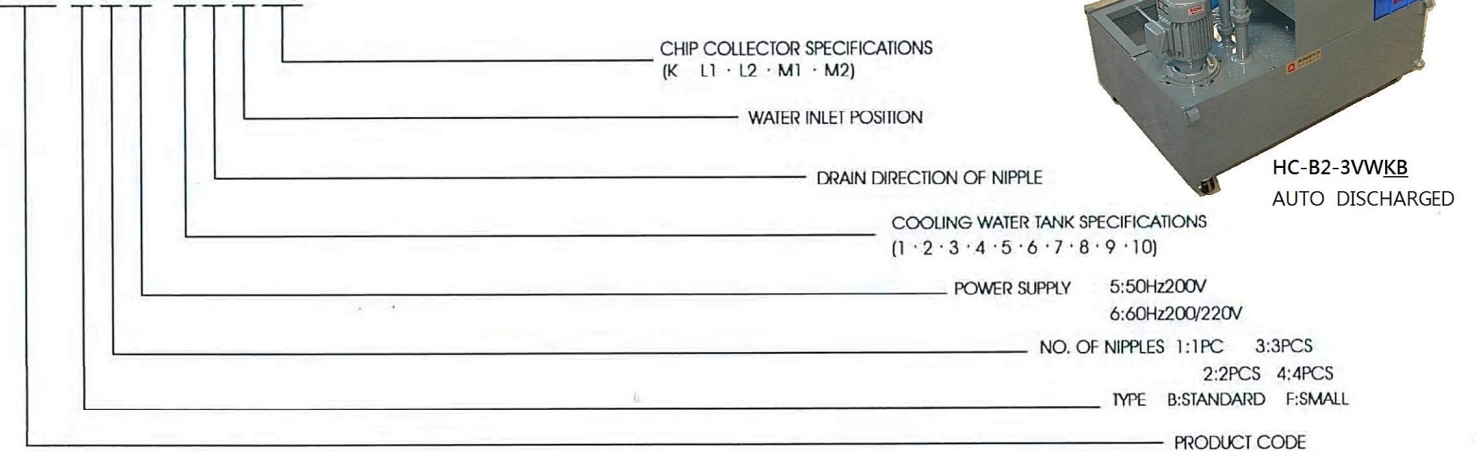 CHIP COLLECTOR SPECIFICATIONS
(K L1 · L2 · M1 · M2)
WATER INLET POSITION
DRAIN DIRECTION OF NIPPLE
HC-B2-3VWKB
AUTO DISCHARGED
COOLING WATER TANK SPECIFICATIONS
(1 · 2 · 3 · 4 · 5 · 6 · 7 · 8 · 9 · 10)
POWER SUPPLY 5:50Hz200V
6:60Hz200/220V
NO. OF NIPPLES 1:1PC 3:3PCS
2:2PCS 4:4PCS
TYPE B:STANDARD F:SMALL
PRODUCT CODE